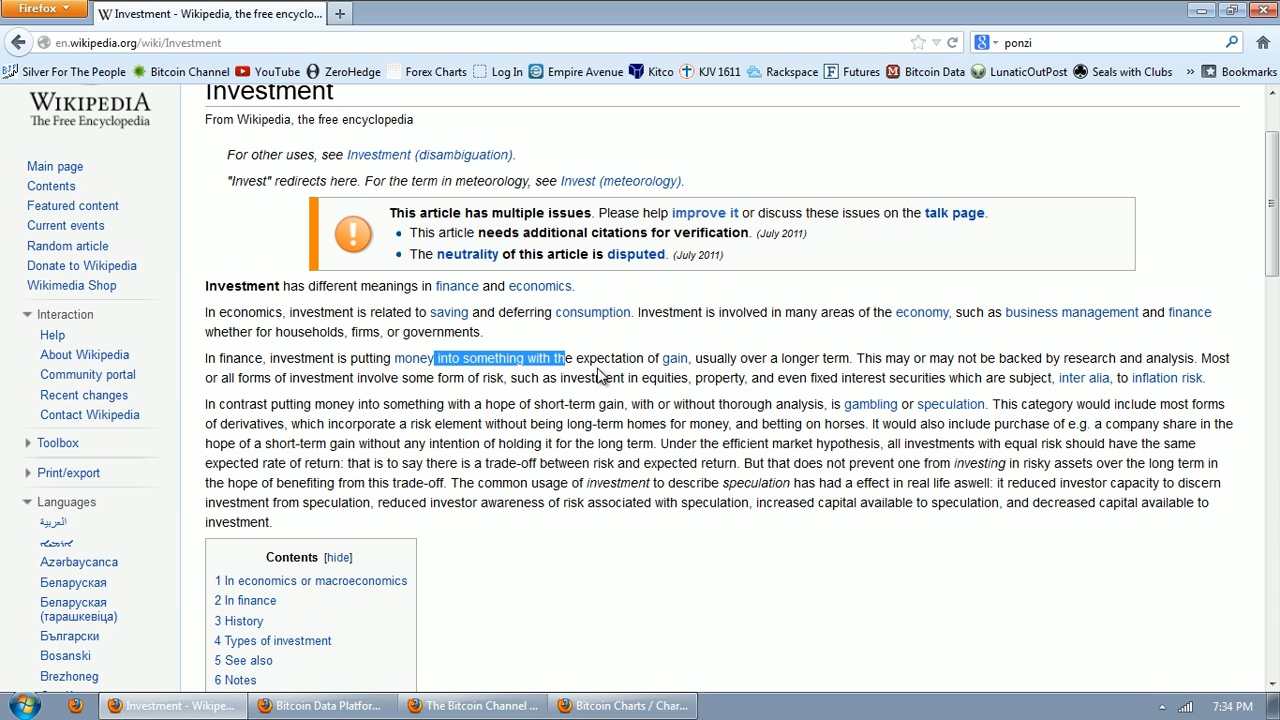 Firefox
Investment - Wikipedia, the free encyclo...
en.wikipedia.org/wiki/Investment
ponzi
Silver For The People
Bitcoin Channel
YouTube
ZeroHedge
Forex Charts
Log In
Empire Avenue
Kitco
KJV 1611
Rackspace
Futures
Bitcoin Data
LunaticOutPost
Seals with Clubs
»
Bookmarks
WIKIPEDIA
The Free Encyclopedia
Main page
Contents
Featured content
Current events
Random article
Donate to Wikipedia
Wikimedia Shop
Interaction
Help
About Wikipedia
Community portal
Recent changes
Contact Wikipedia
Toolbox
Print/export
Languages
العربية
Azərbaycanca
Беларуская
Беларуская
(тарашкевіца)
Български
Bosanski
Brezhoneg
Investment
From Wikipedia, the free encyclopedia
For other uses, see Investment (disambiguation).
"Invest" redirects here. For the term in meteorology, see Invest (meteorology).
This article has multiple issues. Please help improve it or discuss these issues on the talk page.
• This article needs additional citations for verification. (July 2011)
• The neutrality of this article is disputed. (July 2011)
Investment has different meanings in finance and economics.
In economics, investment is related to saving and deferring consumption. Investment is involved in many areas of the economy, such as business management and finance
whether for households, firms, or governments.
In finance, investment is putting money into something with the expectation of gain, usually over a longer term. This may or may not be backed by research and analysis. Most
or all forms of investment involve some form of risk, such as investment in equities, property, and even fixed interest securities which are subject, inter alia, to inflation risk.
In contrast putting money into something with a hope of short-term gain, with or without thorough analysis, is gambling or speculation. This category would include most forms
of derivatives, which incorporate a risk element without being long-term homes for money, and betting on horses. It would also include purchase of e.g. a company share in the
hope of a short-term gain without any intention of holding it for the long term. Under the efficient market hypothesis, all investments with equal risk should have the same
expected rate of return: that is to say there is a trade-off between risk and expected return. But that does not prevent one from investing in risky assets over the long term in
the hope of benefiting from this trade-off. The common usage of investment to describe speculation has had a effect in real life aswell: it reduced investor capacity to discern
investment from speculation, reduced investor awareness of risk associated with speculation, increased capital available to speculation, and decreased capital available to
investment.
Contents [hide]
1 In economics or macroeconomics
2 In finance
3 History
4 Types of investment
5 See also
6 Notes
Investment - Wikipe...
Bitcoin Data Platfor...
The Bitcoin Channel ...
Bitcoin Charts / Char...
7:34 PM